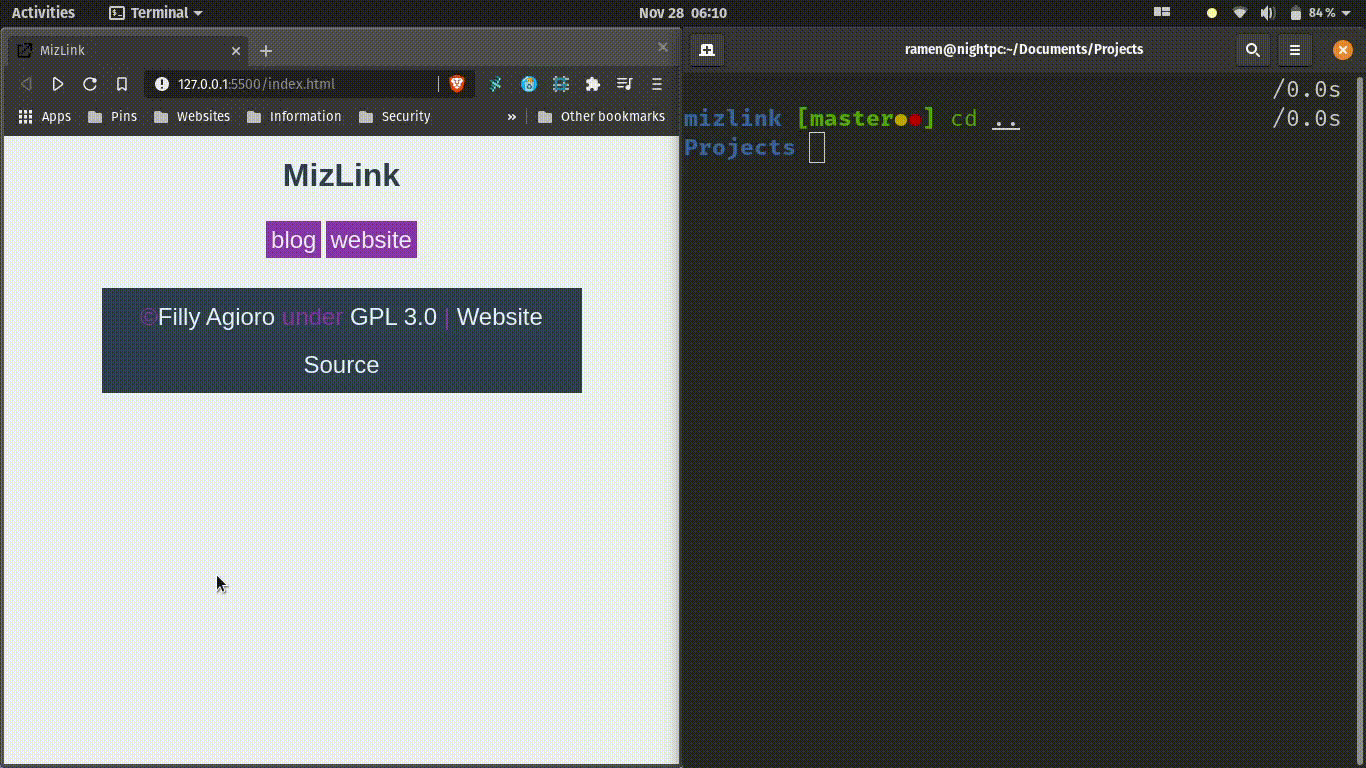 Activities Terminal Nov 28 06:10 84%
MizLink
127.0.0.1:5500/index.html
Apps Pins Websites Information Security » Other bookmarks
MizLink
blog website
©Filly Agioro under GPL 3.0 | Website
Source
ramen@nightpc:~/Documents/Projects
/0.0s
mizlink [master●●] cd .. /0.0s
Projects